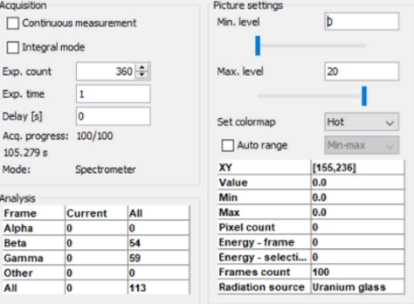 Acquisition
Continuous measurement
Integral mode
Exp. count 360
Exp. time 1
Delay [s] 0
Acq. progress: 100/100
105.279 s
Mode: Spectrometer
Analysis
Frame Current All
Alpha 0 0
Beta 0 54
Gamma 0 59
Other 0 0
All 0 113
Picture settings
Min. level 0
Max. level 20
Set colormap Hot
Auto range Min-max
XY [155,236]
Value 0.0
Min 0.0
Max 0.0
Pixel count 0
Energy - frame 0
Energy - selecti... 0
Frames count 100
Radiation source Uranium glass